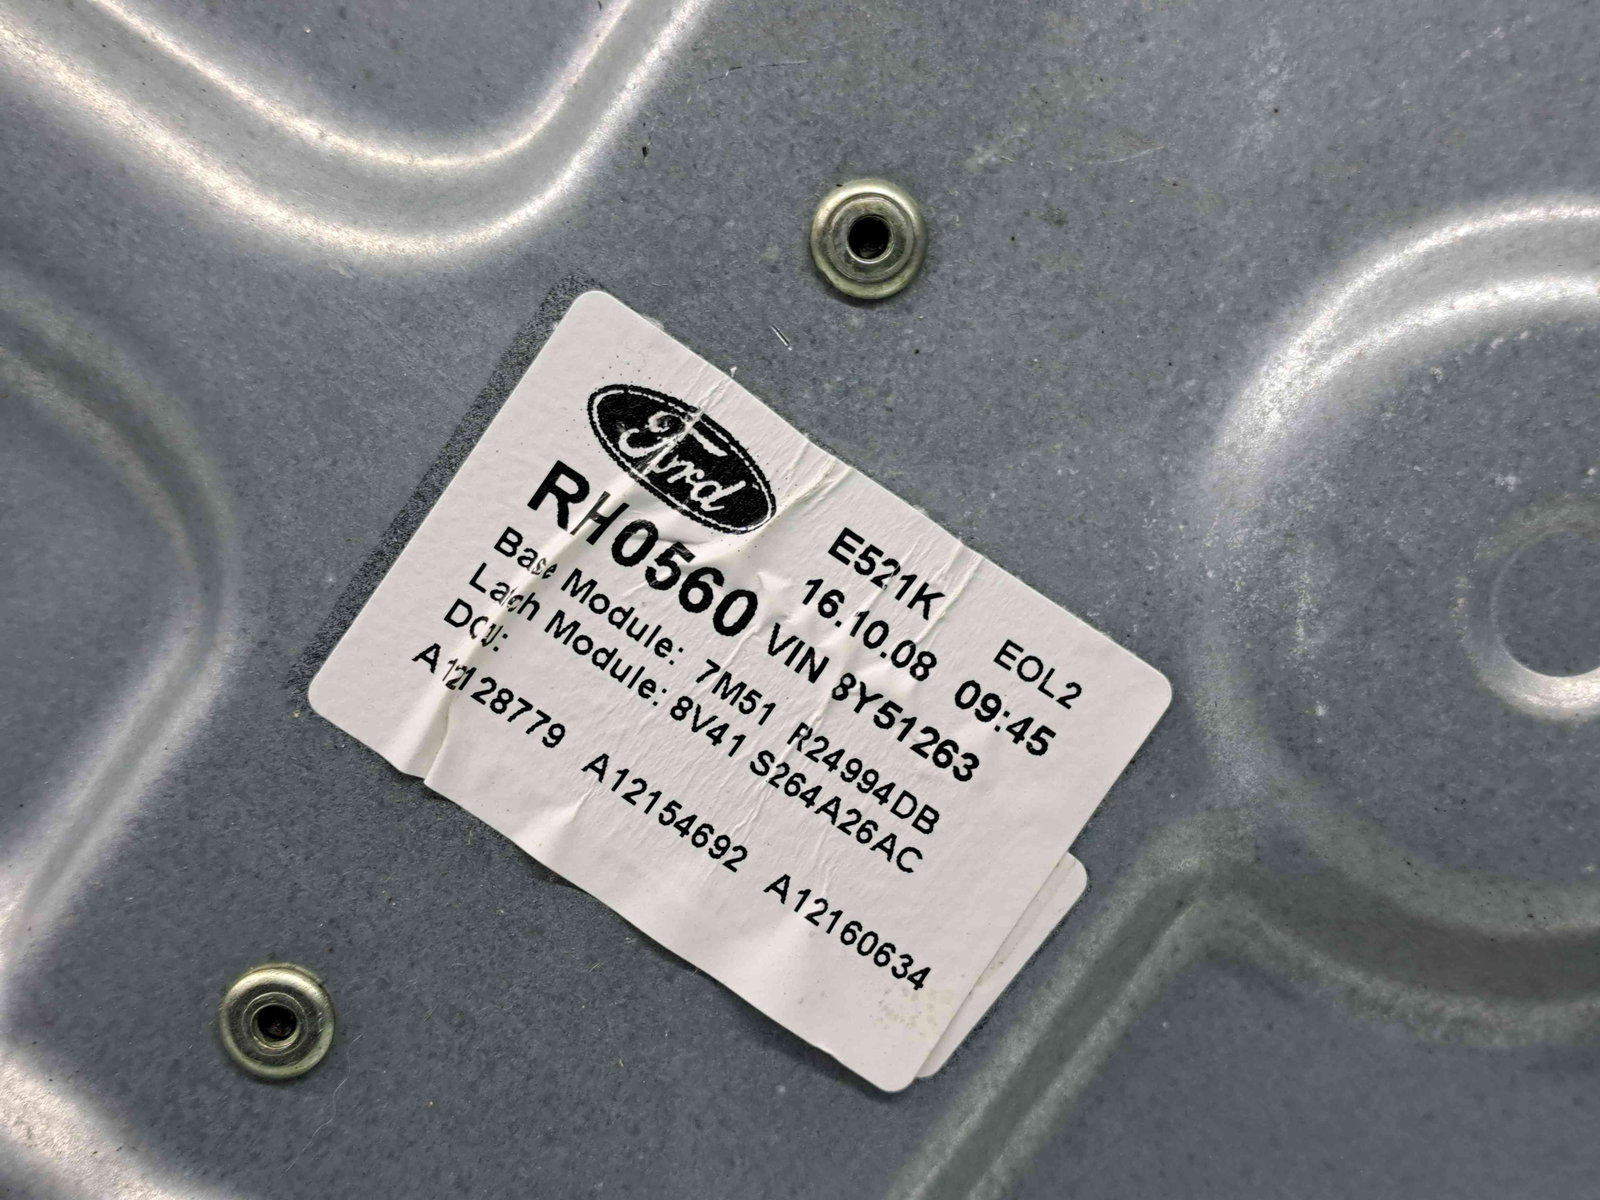 Ford
E521K EOL2
16.10.08 09:45
RH0560 VIN 8Y51263
Base Module: 7M51 R24994DB
Lach Module: 8V41 S264A26AC
DCU:
A12128779 A12154692 A12160634